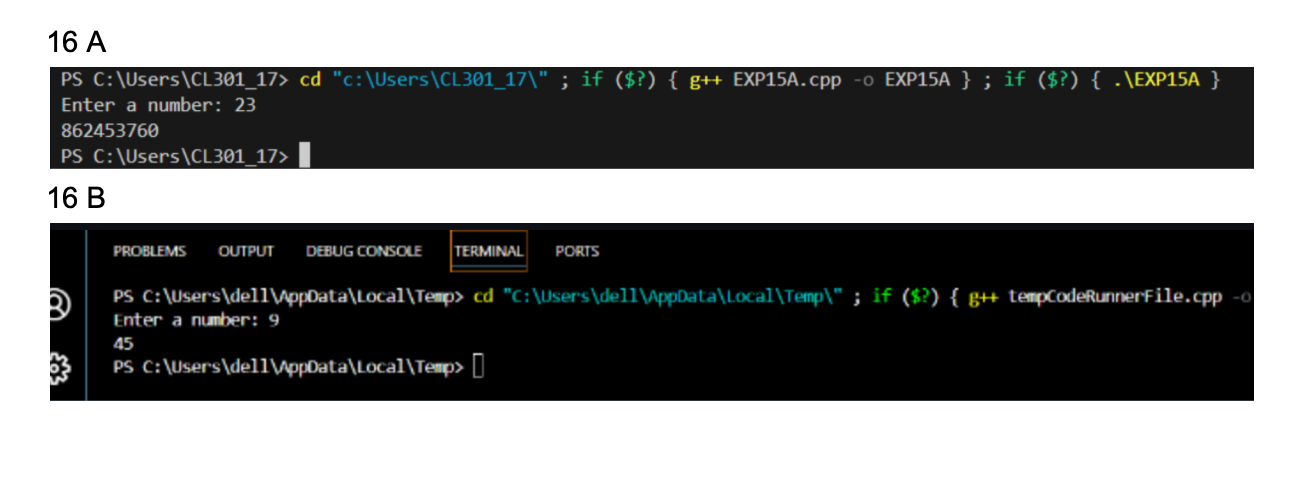 16 A
PS C:\Users\CL301_17> cd "c:\Users\CL301_17\" ; if ($?) { g++ EXP15A.cpp -o EXP15A } ; if ($?) { .\EXP15A }
Enter a number: 23
862453760
PS C:\Users\CL301_17>
16 B
PROBLEMS OUTPUT DEBUG CONSOLE TERMINAL PORTS
PS C:\Users\dell\AppData\Local\Temp> cd "C:\Users\dell\AppData\Local\Temp\" ; if ($?) { g++ tempCodeRunnerFile.cpp -o
Enter a number: 9
45
PS C:\Users\dell\AppData\Local\Temp>